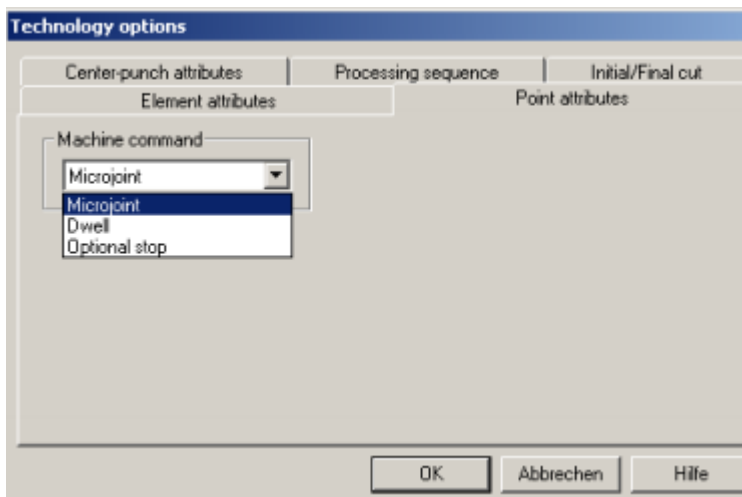 Technology options
Center-punch attributes Processing sequence Initial/Final cut
Element attributes Point attributes
Machine command
Microjoint
Microjoint
Dwell
Optional stop
OK Abbrechen Hilfe